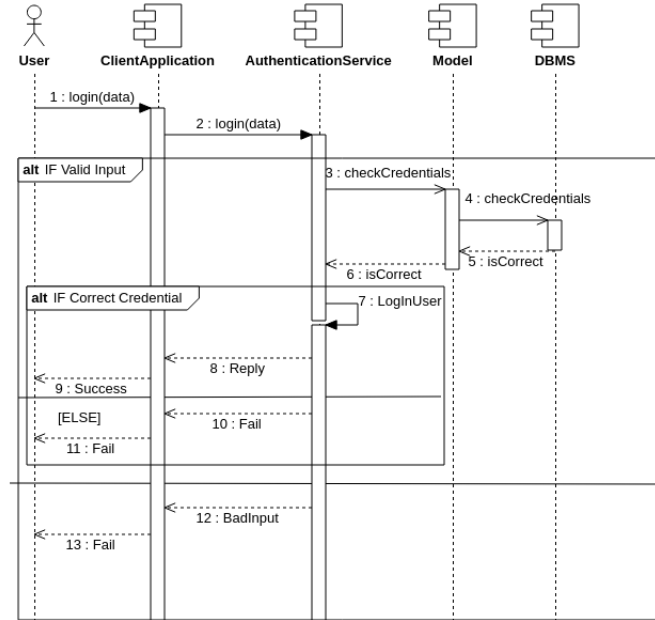 User
ClientApplication
AuthenticationService
Model
DBMS
1 : login(data)
2 : login(data)
alt IF Valid Input
3 : checkCredentials
4 : checkCredentials
5 : isCorrect
6 : isCorrect
alt IF Correct Credential
7 : LogInUser
8 : Reply
9 : Success
[ELSE]
10 : Fail
11 : Fail
12 : BadInput
13 : Fail